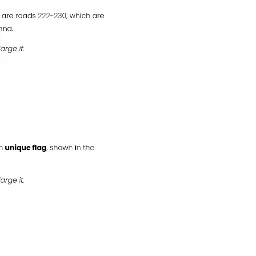 are roads 222-230, which are
nna.
arge it.
unique flag, shown in the
arge it.